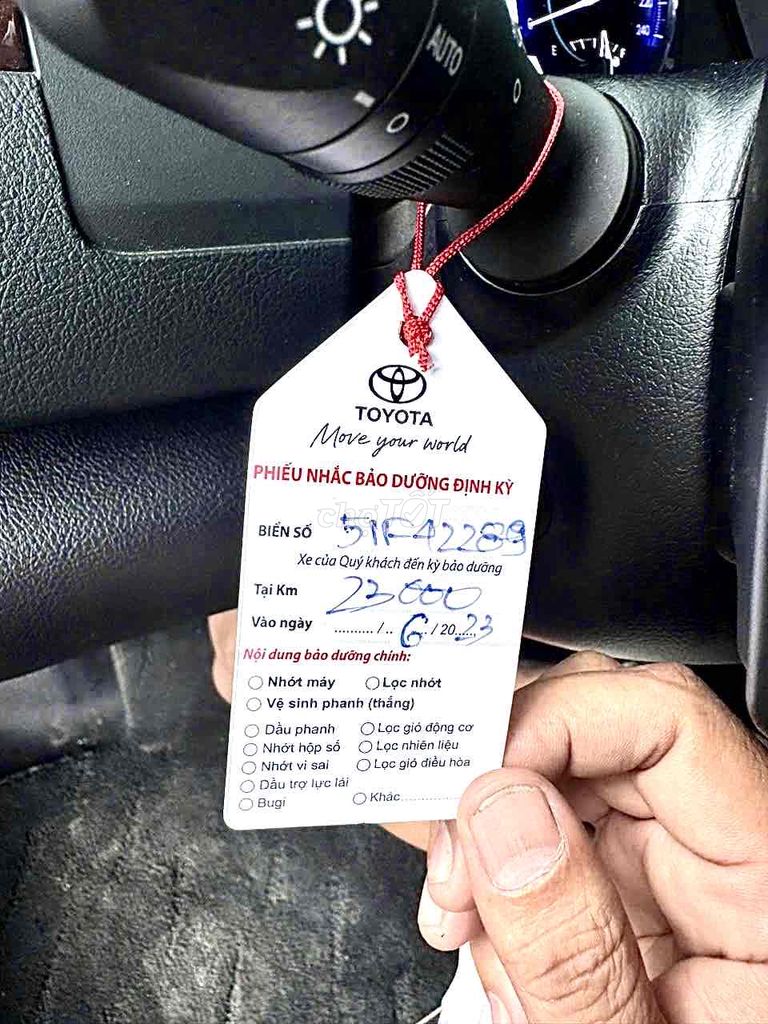 AUTO
240
E F
TOYOTA
Move your world
PHIẾU NHẮC BẢO DƯỠNG ĐỊNH KỲ
chợTỐT
BIỂN SỐ 51F42289
Xe của Quý khách đến kỳ bảo dưỡng
Tại Km 23000
Vào ngày ........../.. 6 ../ 20..23...
Nội dung bảo dưỡng chính:
Nhớt máy Lọc nhớt
Vệ sinh phanh (thắng)
Dầu phanh Lọc gió động cơ
Nhớt hộp số Lọc nhiên liệu
Nhớt vi sai Lọc gió điều hòa
Dầu trợ lực lái
Bugi Khác..............